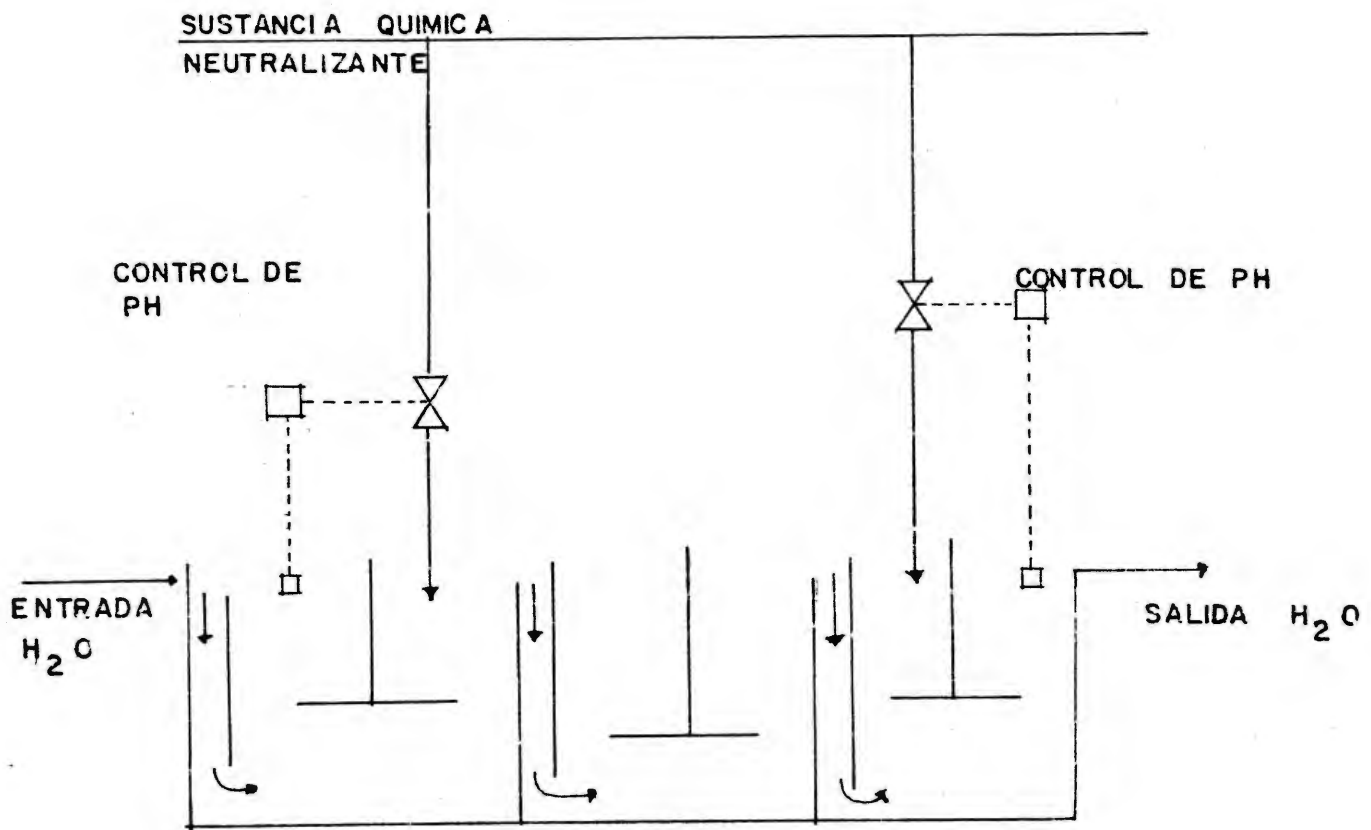 SUSTANCIA QUIMICA
NEUTRALIZANTE
CONTROL DE
PH
CONTROL DE PH
ENTRADA
H2O
SALIDA H2O